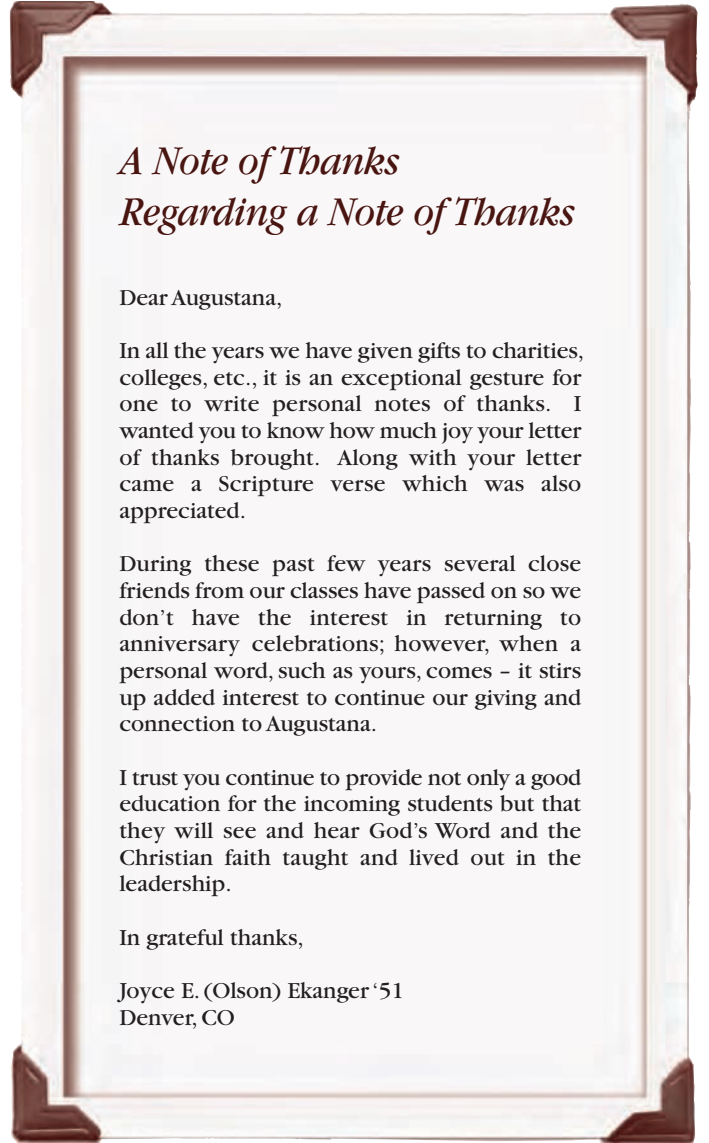 A Note of Thanks
Regarding a Note of Thanks
Dear Augustana,
In all the years we have given gifts to charities,
colleges, etc., it is an exceptional gesture for
one to write personal notes of thanks. I
wanted you to know how much joy your letter
of thanks brought. Along with your letter
came a Scripture verse which was also
appreciated.
During these past few years several close
friends from our classes have passed on so we
don't have the interest in returning to
anniversary celebrations; however, when a
personal word, such as yours, comes – it stirs
up added interest to continue our giving and
connection to Augustana.
I trust you continue to provide not only a good
education for the incoming students but that
they will see and hear God's Word and the
Christian faith taught and lived out in the
leadership.
In grateful thanks,
Joyce E. (Olson) Ekanger ‘51
Denver, CO